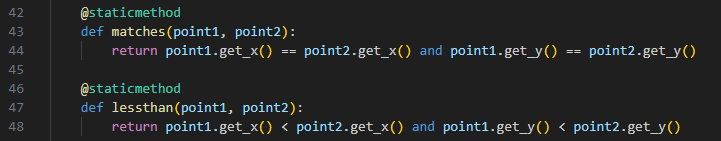 42 @staticmethod
43 def matches(point1, point2):
44 return point1.get_x() == point2.get_x() and point1.get_y() == point2.get_y()
45
46 @staticmethod
47 def lessthan(point1, point2):
48 return point1.get_x() < point2.get_x() and point1.get_y() < point2.get_y()